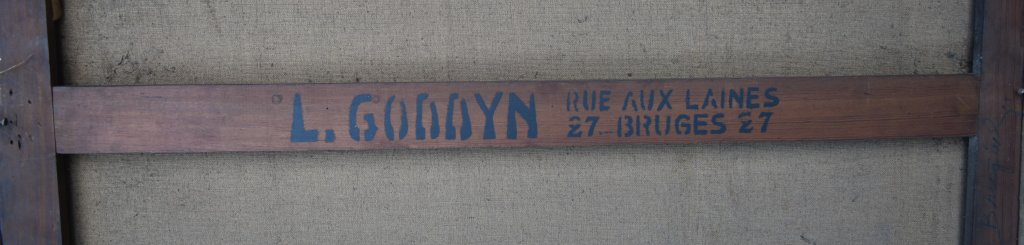 L. GODDYN
RUE AUX LAINES
27 BRUGES 27